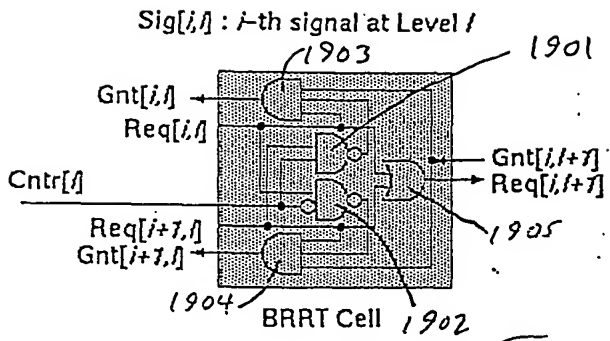 Sig[i,l] : i-th signal at Level l
1903
1901
Gnt[i,l]
Req[i,l]
Gnt[i,l+1]
Cntr[l]
Req[i,l+1]
Req[i+1,l]
Gnt[i+1,l]
1905
1904
BRRT Cell
1902